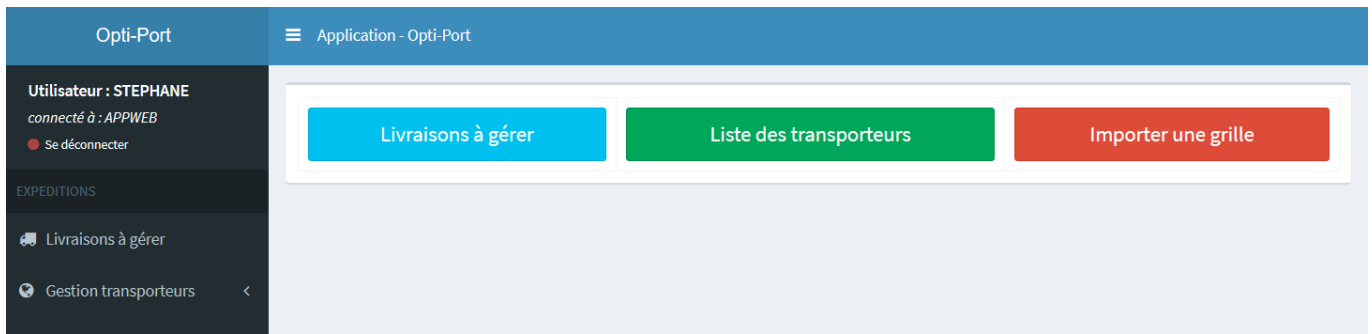 Opti-Port
Application - Opti-Port
Utilisateur : STEPHANE
connecté à : APPWEB
Se déconnecter
EXPEDITIONS
Livraisons à gérer
Gestion transporteurs
Livraisons à gérer
Liste des transporteurs
Importer une grille